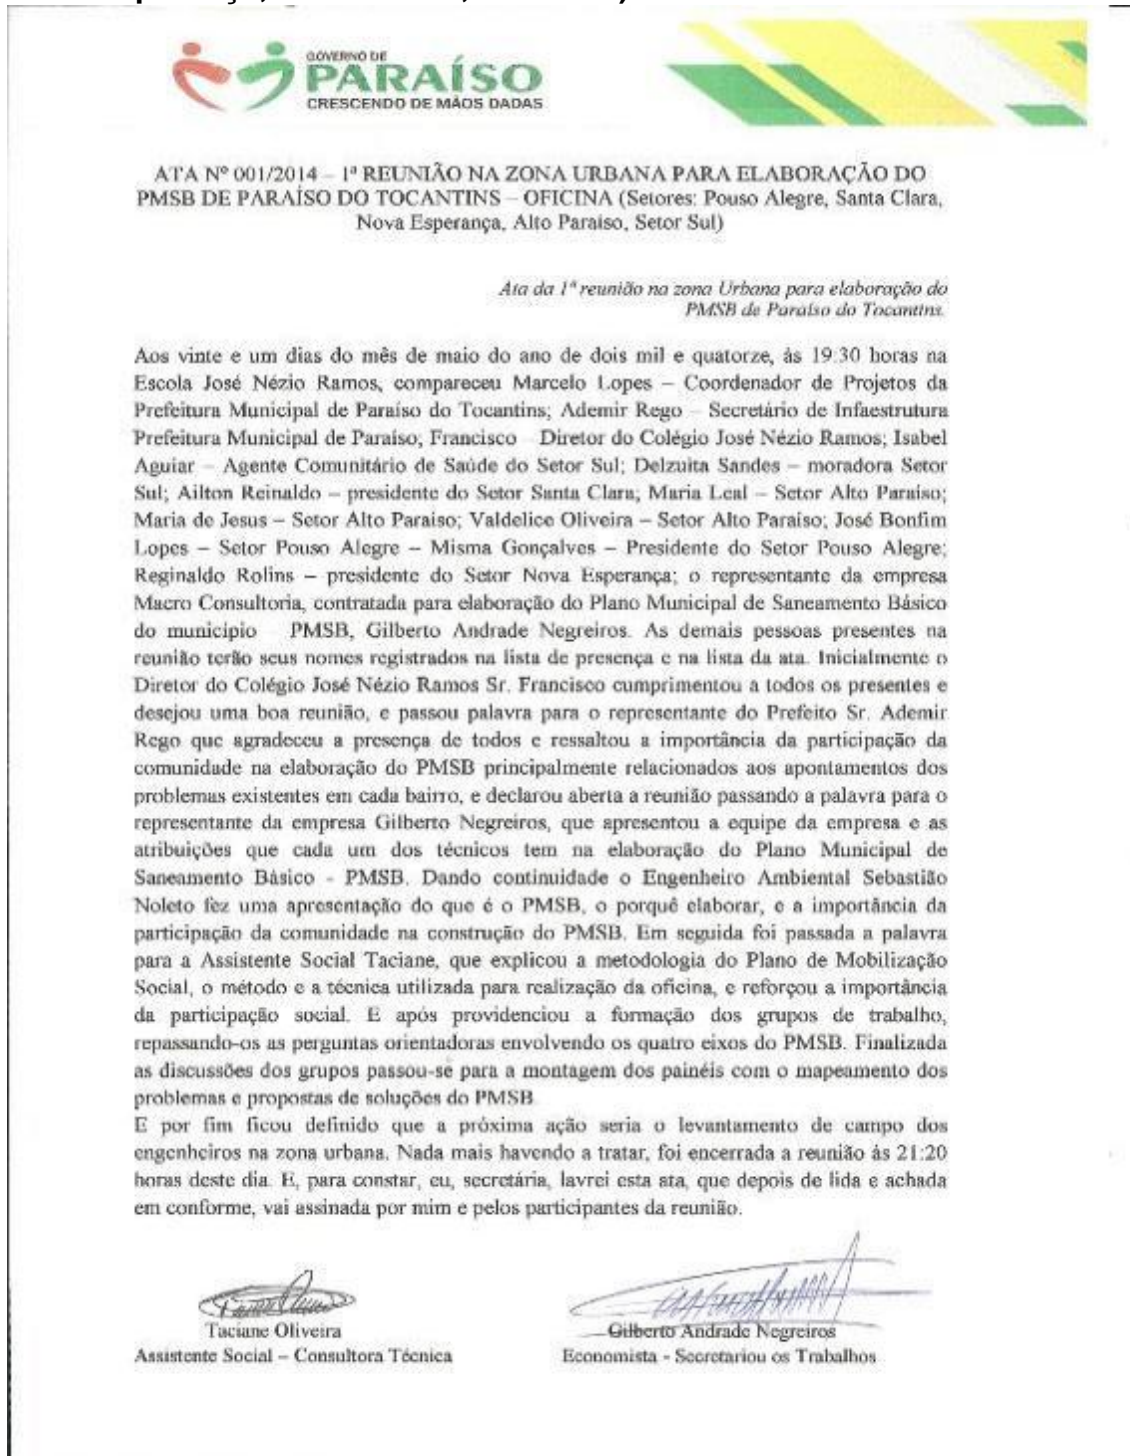 GOVERNO DE
PARAÍSO
CRESCENDO DE MÃOS DADAS
ATA Nº 001/2014 – 1ª REUNIÃO NA ZONA URBANA PARA ELABORAÇÃO DO
PMSB DE PARAÍSO DO TOCANTINS – OFICINA (Setores: Pouso Alegre, Santa Clara,
Nova Esperança, Alto Paraiso, Setor Sul)
Ata da 1ª reunião na zona Urbana para elaboração do
PMSB de Paraíso do Tocantins.
Aos vinte e um dias do mês de maio do ano de dois mil e quatorze, às 19:30 horas na
Escola José Nézio Ramos, compareceu Marcelo Lopes – Coordenador de Projetos da
Prefeitura Municipal de Paraíso do Tocantins; Ademir Rego – Secretário de Infaestrutura
Prefeitura Municipal de Paraíso; Francisco – Diretor do Colégio José Nézio Ramos; Isabel
Aguiar – Agente Comunitário de Saúde do Setor Sul; Delzuita Sandes – moradora Setor
Sul; Ailton Reinaldo – presidente do Setor Santa Clara; Maria Leal – Setor Alto Paraíso;
Maria de Jesus – Setor Alto Paraiso; Valdelice Oliveira – Setor Alto Paraíso; José Bonfim
Lopes – Setor Pouso Alegre – Misma Gonçalves – Presidente do Setor Pouso Alegre;
Reginaldo Rolins – presidente do Setor Nova Esperança; o representante da empresa
Macro Consultoria, contratada para elaboração do Plano Municipal de Saneamento Básico
do município PMSB, Gilberto Andrade Negreiros. As demais pessoas presentes na
reunião terão seus nomes registrados na lista de presença e na lista da ata. Inicialmente o
Diretor do Colégio José Nézio Ramos Sr. Francisco cumprimentou a todos os presentes e
desejou uma boa reunião, e passou palavra para o representante do Prefeito Sr. Ademir
Rego que agradeceu a presença de todos e ressaltou a importância da participação da
comunidade na elaboração do PMSB principalmente relacionados aos apontamentos dos
problemas existentes em cada bairro, e declarou aberta a reunião passando a palavra para o
representante da empresa Gilberto Negreiros, que apresentou a equipe da empresa e as
atribuições que cada um dos técnicos tem na elaboração do Plano Municipal de
Saneamento Básico - PMSB. Dando continuidade o Engenheiro Ambiental Sebastião
Noleto fez uma apresentação do que é o PMSB, o porquê elaborar, e a importância da
participação da comunidade na construção do PMSB. Em seguida foi passada a palavra
para a Assistente Social Taciane, que explicou a metodologia do Plano de Mobilização
Social, o método e a técnica utilizada para realização da oficina, e reforçou a importância
da participação social. E após providenciou a formação dos grupos de trabalho,
repassando-os as perguntas orientadoras envolvendo os quatro eixos do PMSB. Finalizada
as discussões dos grupos passou-se para a montagem dos painéis com o mapeamento dos
problemas e propostas de soluções do PMSB
E por fim ficou definido que a próxima ação seria o levantamento de campo dos
engenheiros na zona urbana. Nada mais havendo a tratar, foi encerrada a reunião ás 21:20
horas deste dia. E, para constar, eu, secretária, lavrei esta ata, que depois de lida e achada
em conforme, vai assinada por mim e pelos participantes da reunião.
Taciane Oliveira
Assistente Social – Consultora Técnica
Gilberto Andrade Negreiros
Economista - Secretariou os Trabalhos